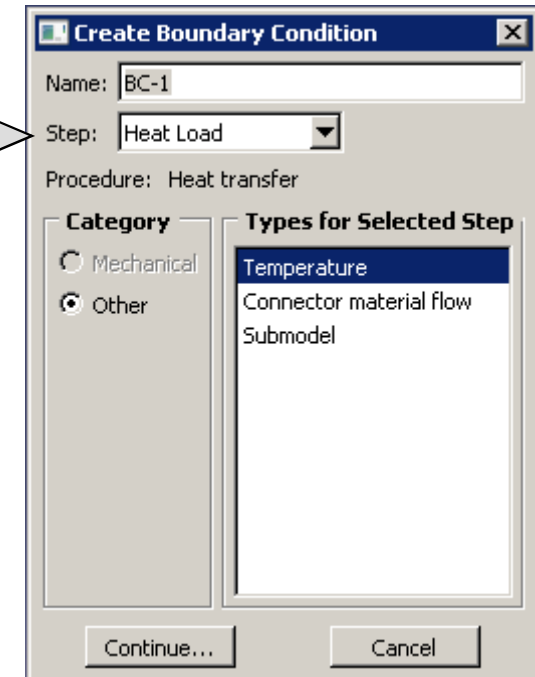 Create Boundary Condition
Name: BC-1
Step: Heat Load
Procedure: Heat transfer
Category
Mechanical
Other
Types for Selected Step
Temperature
Connector material flow
Submodel
Continue...
Cancel